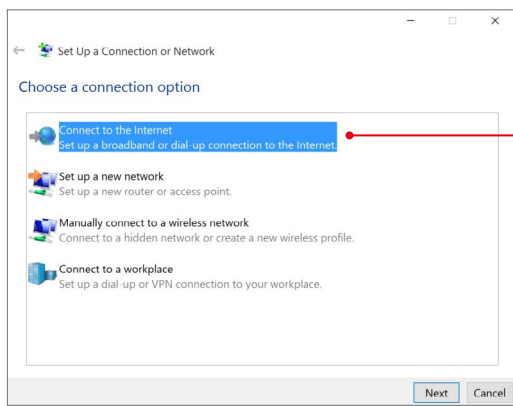 Set Up a Connection or Network
Choose a connection option
Connect to the Internet
Set up a broadband or dial-up connection to the Internet.
Set up a new network
Set up a new router or access point.
Manually connect to a wireless network
Connect to a hidden network or create a new wireless profile.
Connect to a workplace
Set up a dial-up or VPN connection to your workplace.
Next Cancel